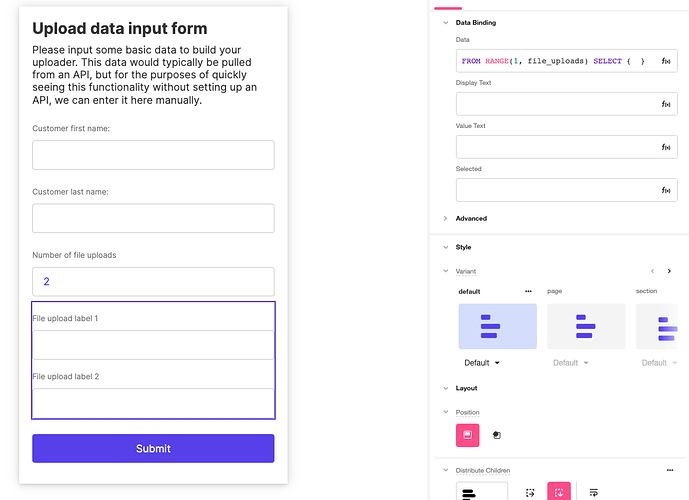 Upload data input form
Please input some basic data to build your
uploader. This data would typically be pulled
from an API, but for the purposes of quickly
seeing this functionality without setting up an
API, we can enter it here manually.
Customer first name:
Customer last name:
Number of file uploads
2
File upload label 1
File upload label 2
Submit
Data Binding
Data
FROM RANGE(1, file_uploads) SELECT { }
f(x)
Display Text
f(x)
Value Text
f(x)
Selected
f(x)
Advanced
Style
Variant
default
page
section
Default
Default
Default
Layout
Position
Distribute Children